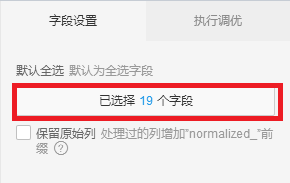 字段设置 执行调优
默认全选 默认为全选字段
已选择 19 个字段
保留原始列 处理过的列增加"normalized_"前
缀 ?